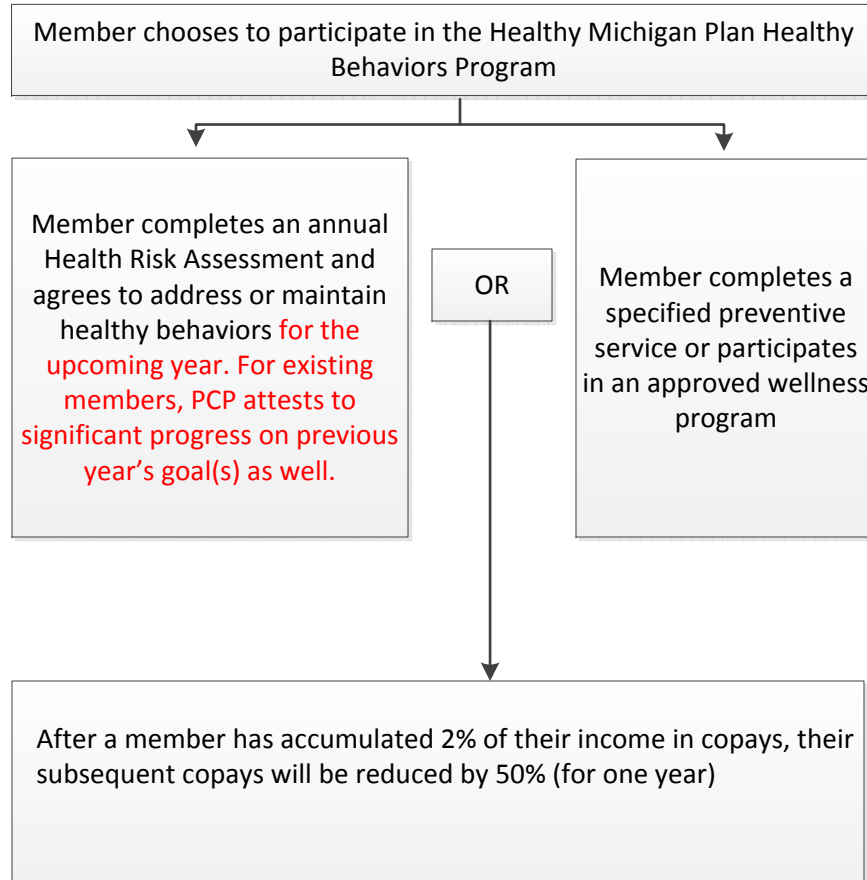 Member chooses to participate in the Healthy Michigan Plan Healthy
Behaviors Program
Member completes an annual
Health Risk Assessment and
agrees to address or maintain
healthy behaviors for the
upcoming year. For existing
members, PCP attests to
significant progress on previous
year’s goal(s) as well.
OR
Member completes a
specified preventive
service or participates
in an approved wellness
program
After a member has accumulated 2% of their income in copays, their
subsequent copays will be reduced by 50% (for one year)